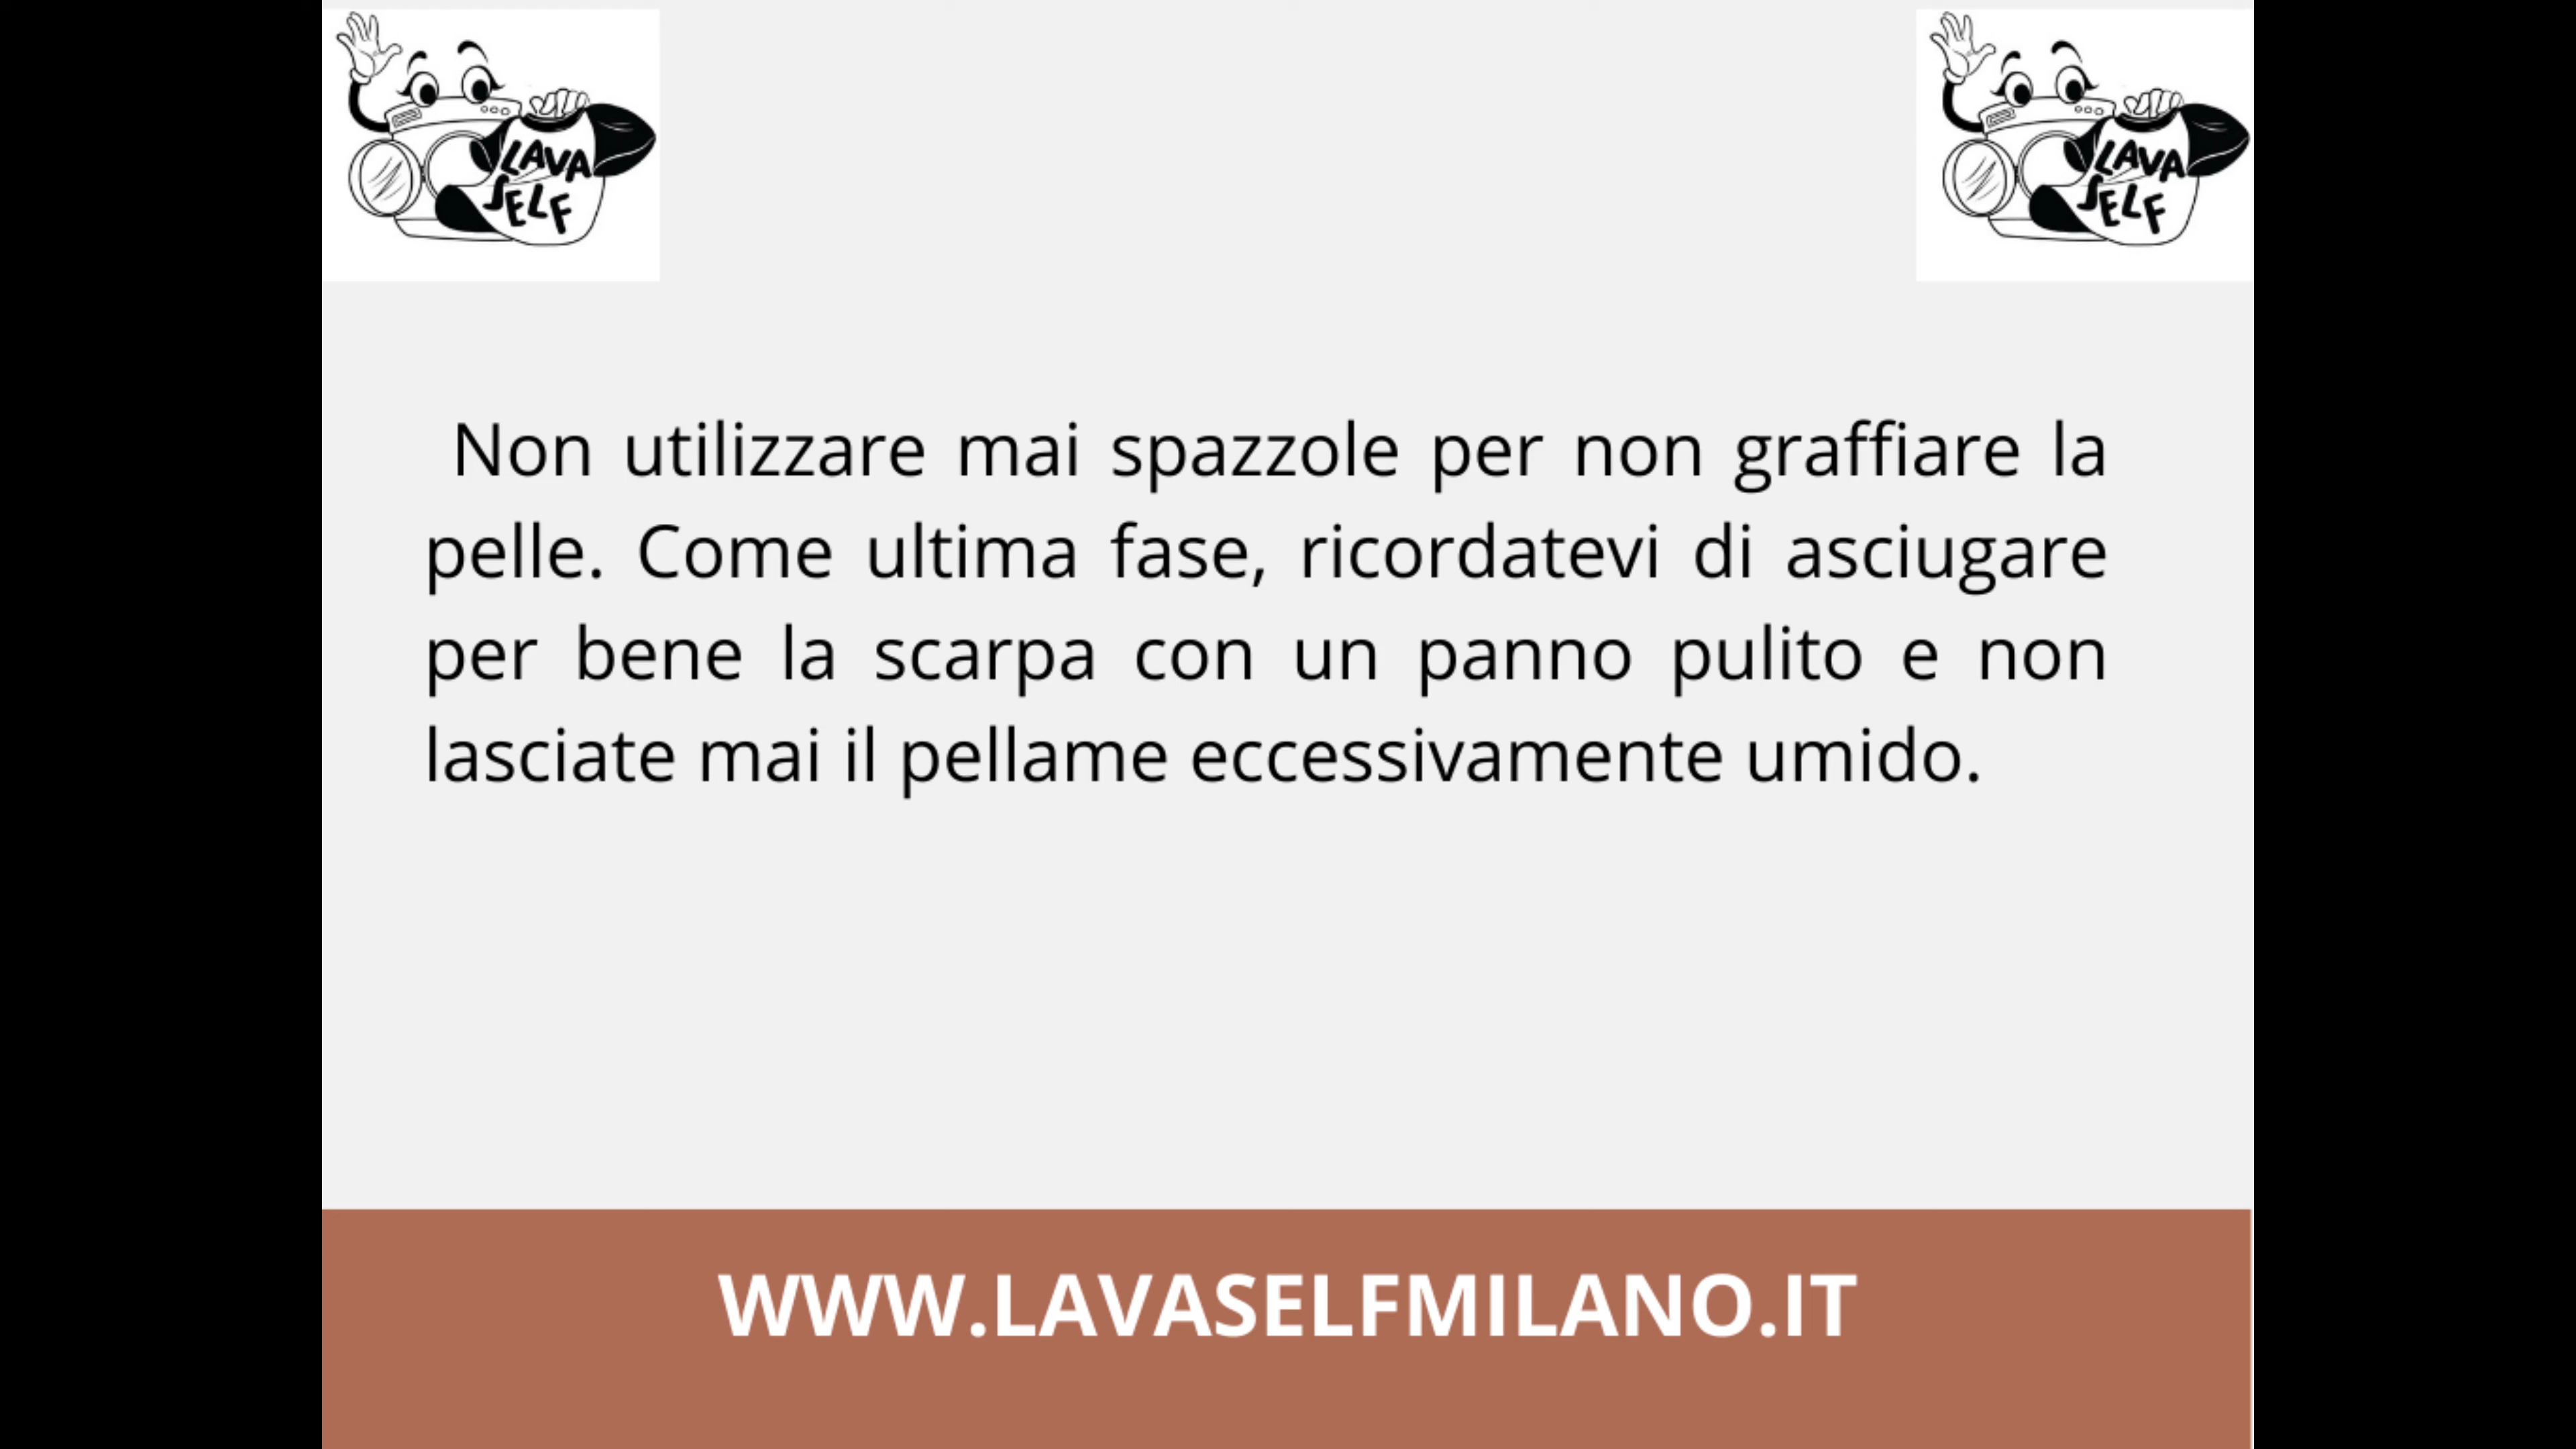 LAVA
SELF
LAVA
SELF
Non utilizzare mai spazzole per non graffiare la
pelle. Come ultima fase, ricordatevi di asciugare
per bene la scarpa con un panno pulito e non
lasciate mai il pellame eccessivamente umido.
WWW.LAVASELFMILANO.IT